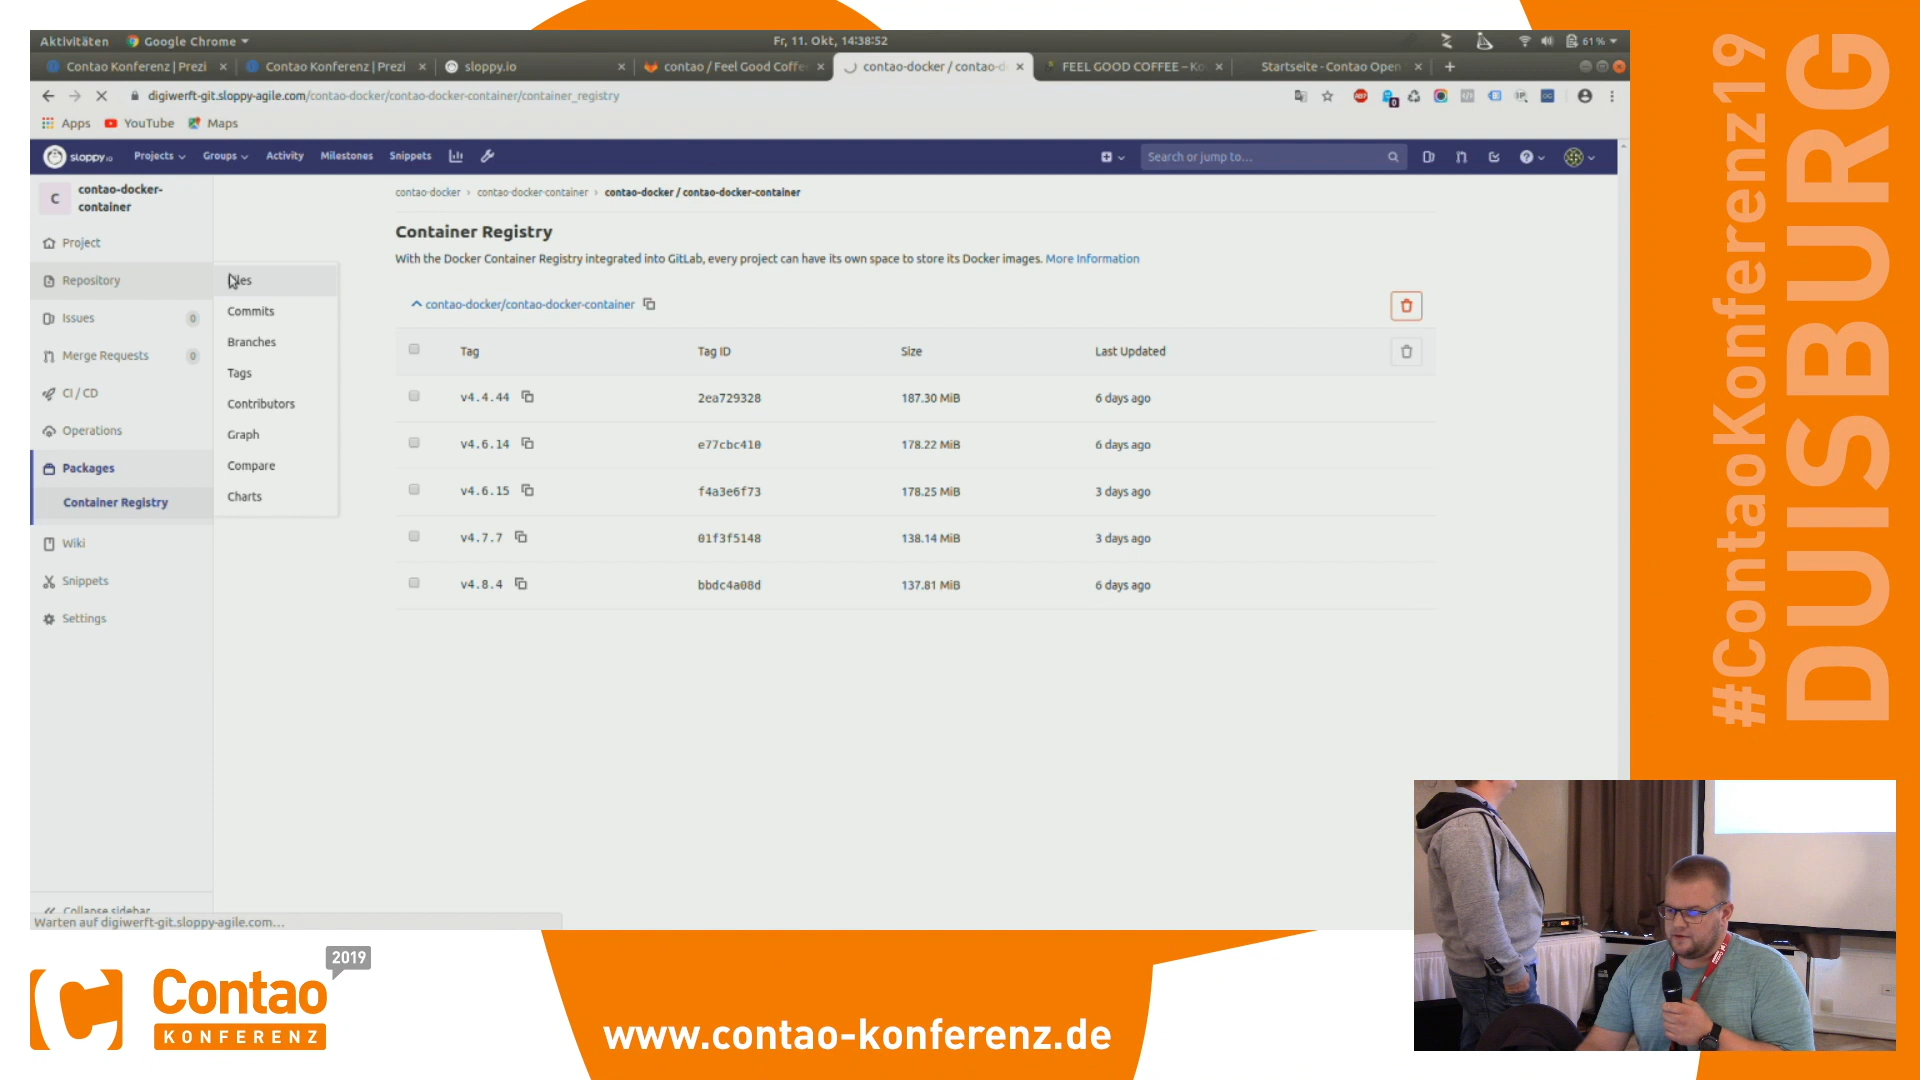 Aktivitäten
Google Chrome
Fr, 11. Okt, 14:38:52
61 %
Contao Konferenz | Prezi
Contao Konferenz | Prezi
sloppy.io
contao / Feel Good Coffe
contao-docker / contao-d
FEEL GOOD COFFEE – Ko
Startseite - Contao Open
digiwerft-git.sloppy-agile.com/contao-docker/contao-docker-container/container_registry
Apps
YouTube
Maps
sloppy.io
Projects
Groups
Activity
Milestones
Snippets
Search or jump to...
C
contao-docker-
container
Project
Repository
Issues
0
Merge Requests
0
CI / CD
Operations
Packages
Container Registry
Wiki
Snippets
Settings
Collapse sidebar
Warten auf digiwerft-git.sloppy-agile.com...
Commits
Branches
Tags
Contributors
Graph
Compare
Charts
contao-docker › contao-docker-container › contao-docker / contao-docker-container
Container Registry
With the Docker Container Registry integrated into GitLab, every project can have its own space to store its Docker images. More Information
contao-docker/contao-docker-container
Tag
Tag ID
Size
Last Updated
v4.4.44
2ea729328
187.30 MiB
6 days ago
v4.6.14
e77cbc410
178.22 MiB
6 days ago
v4.6.15
f4a3e6f73
178.25 MiB
3 days ago
v4.7.7
01f3f5148
138.14 MiB
3 days ago
v4.8.4
bbdc4a08d
137.81 MiB
6 days ago
#ContaoKonferenz19
DUISBURG
2019
Contao
KONFERENZ
www.contao-konferenz.de